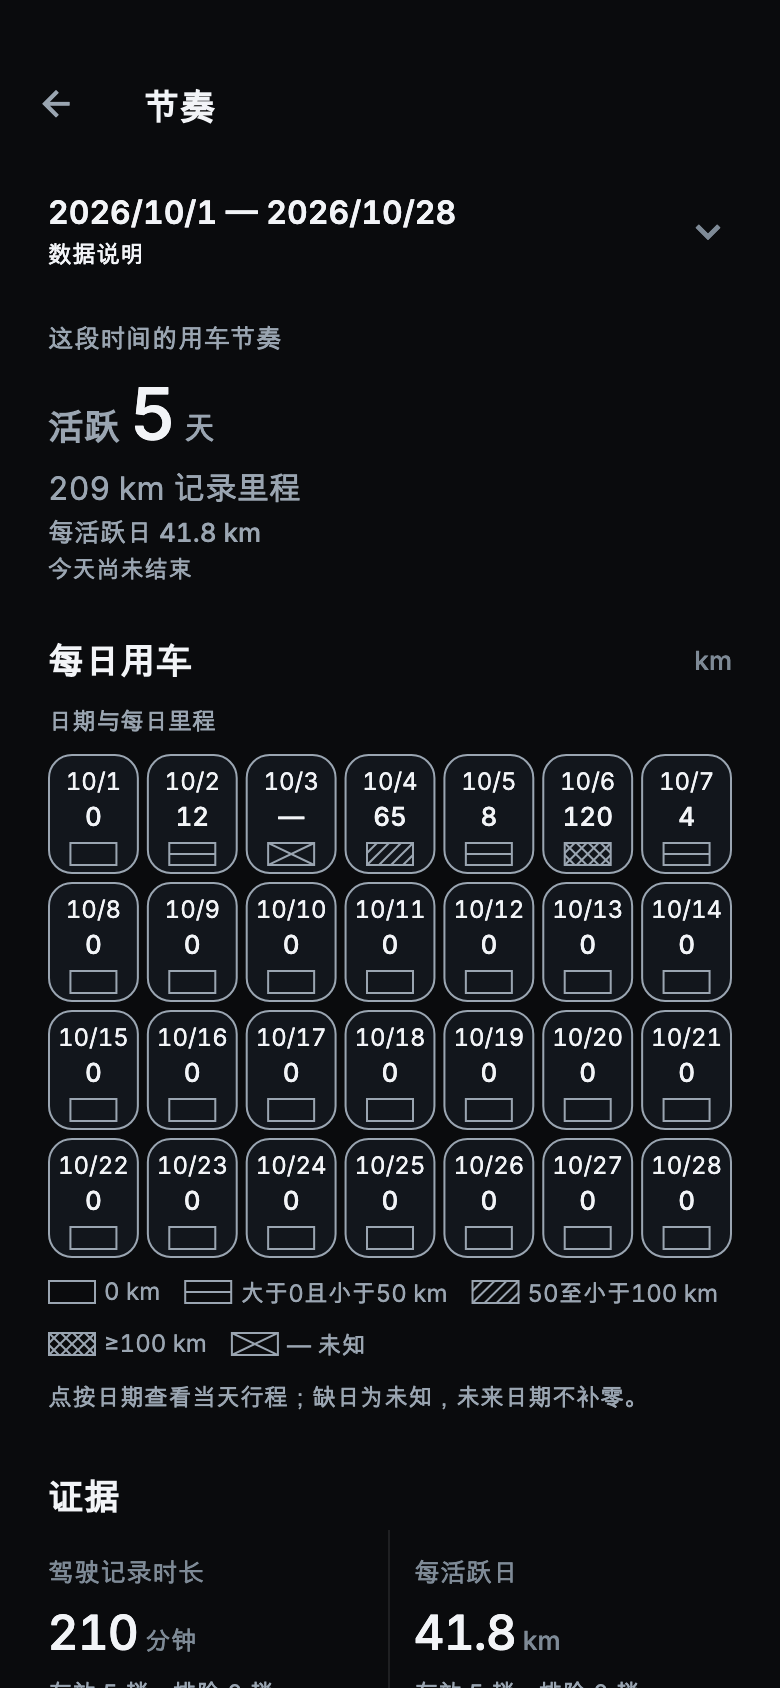 节奏
2026/10/1 — 2026/10/28
数据说明
这段时间的用车节奏
活跃 5 天
209 km 记录里程
每活跃日 41.8 km
今天尚未结束
每日用车 km
日期与每日里程
10/1 10/2 10/3 10/4 10/5 10/6 10/7
0 12 — 65 8 120 4
10/8 10/9 10/10 10/11 10/12 10/13 10/14
0 0 0 0 0 0 0
10/15 10/16 10/17 10/18 10/19 10/20 10/21
0 0 0 0 0 0 0
10/22 10/23 10/24 10/25 10/26 10/27 10/28
0 0 0 0 0 0 0
0 km 大于0且小于50 km 50至小于100 km
≥100 km — 未知
点按日期查看当天行程；缺日为未知，未来日期不补零。
证据
驾驶记录时长 每活跃日
210 分钟 41.8 km